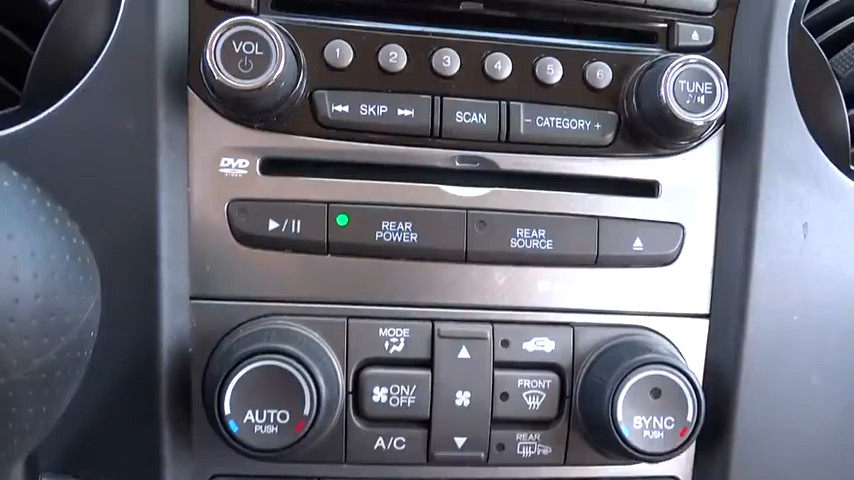 VOL
1 2 3 4 5 6
TUNE
SKIP
SCAN
- CATEGORY +
DVD
REAR
POWER
REAR
SOURCE
MODE
ON/
OFF
FRONT
A/C
REAR
AUTO
PUSH
SYNC
PUSH